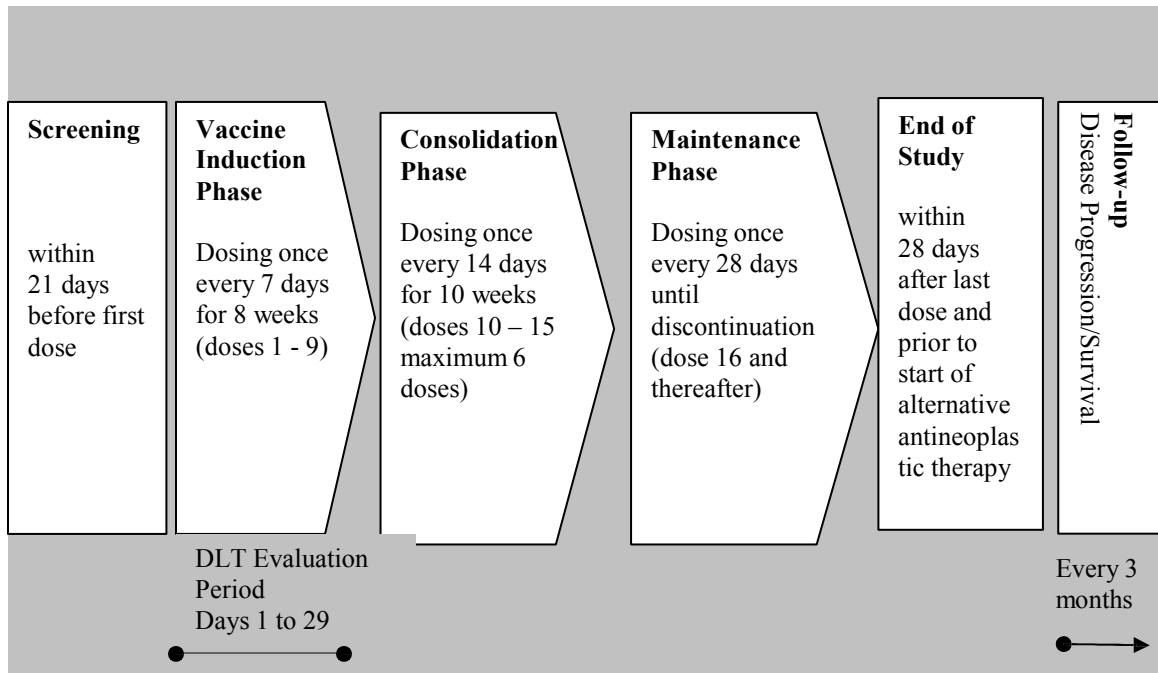 Screening
within
21 days
before first
dose
Vaccine
Induction
Phase
Dosing once
every 7 days
for 8 weeks
(doses 1 - 9)
Consolidation
Phase
Dosing once
every 14 days
for 10 weeks
(doses 10 – 15
maximum 6
doses)
Maintenance
Phase
Dosing once
every 28 days
until
discontinuation
(dose 16 and
thereafter)
End of
Study
within
28 days
after last
dose and
prior to
start of
alternative
antineoplas
tic therapy
Follow-up
Disease Progression/Survival
DLT Evaluation
Period
Days 1 to 29
Every 3
months